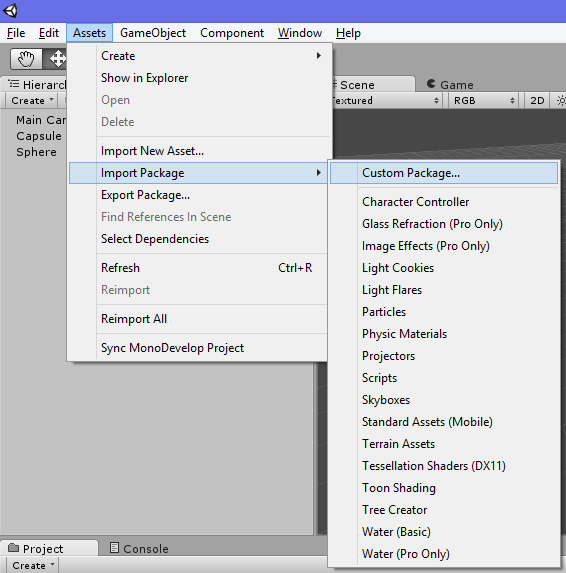 File Edit Assets GameObject Component Window Help
Hierarch
Create
Main Car
Capsule
Sphere
Create
Show in Explorer
Open
Delete
Import New Asset...
Import Package
Export Package...
Find References In Scene
Select Dependencies
Refresh Ctrl+R
Reimport
Reimport All
Sync MonoDevelop Project
Scene Game
Textured RGB 2D
Custom Package...
Character Controller
Glass Refraction (Pro Only)
Image Effects (Pro Only)
Light Cookies
Light Flares
Particles
Physic Materials
Projectors
Scripts
Skyboxes
Standard Assets (Mobile)
Terrain Assets
Tessellation Shaders (DX11)
Toon Shading
Tree Creator
Water (Basic)
Water (Pro Only)
Project Console
Create